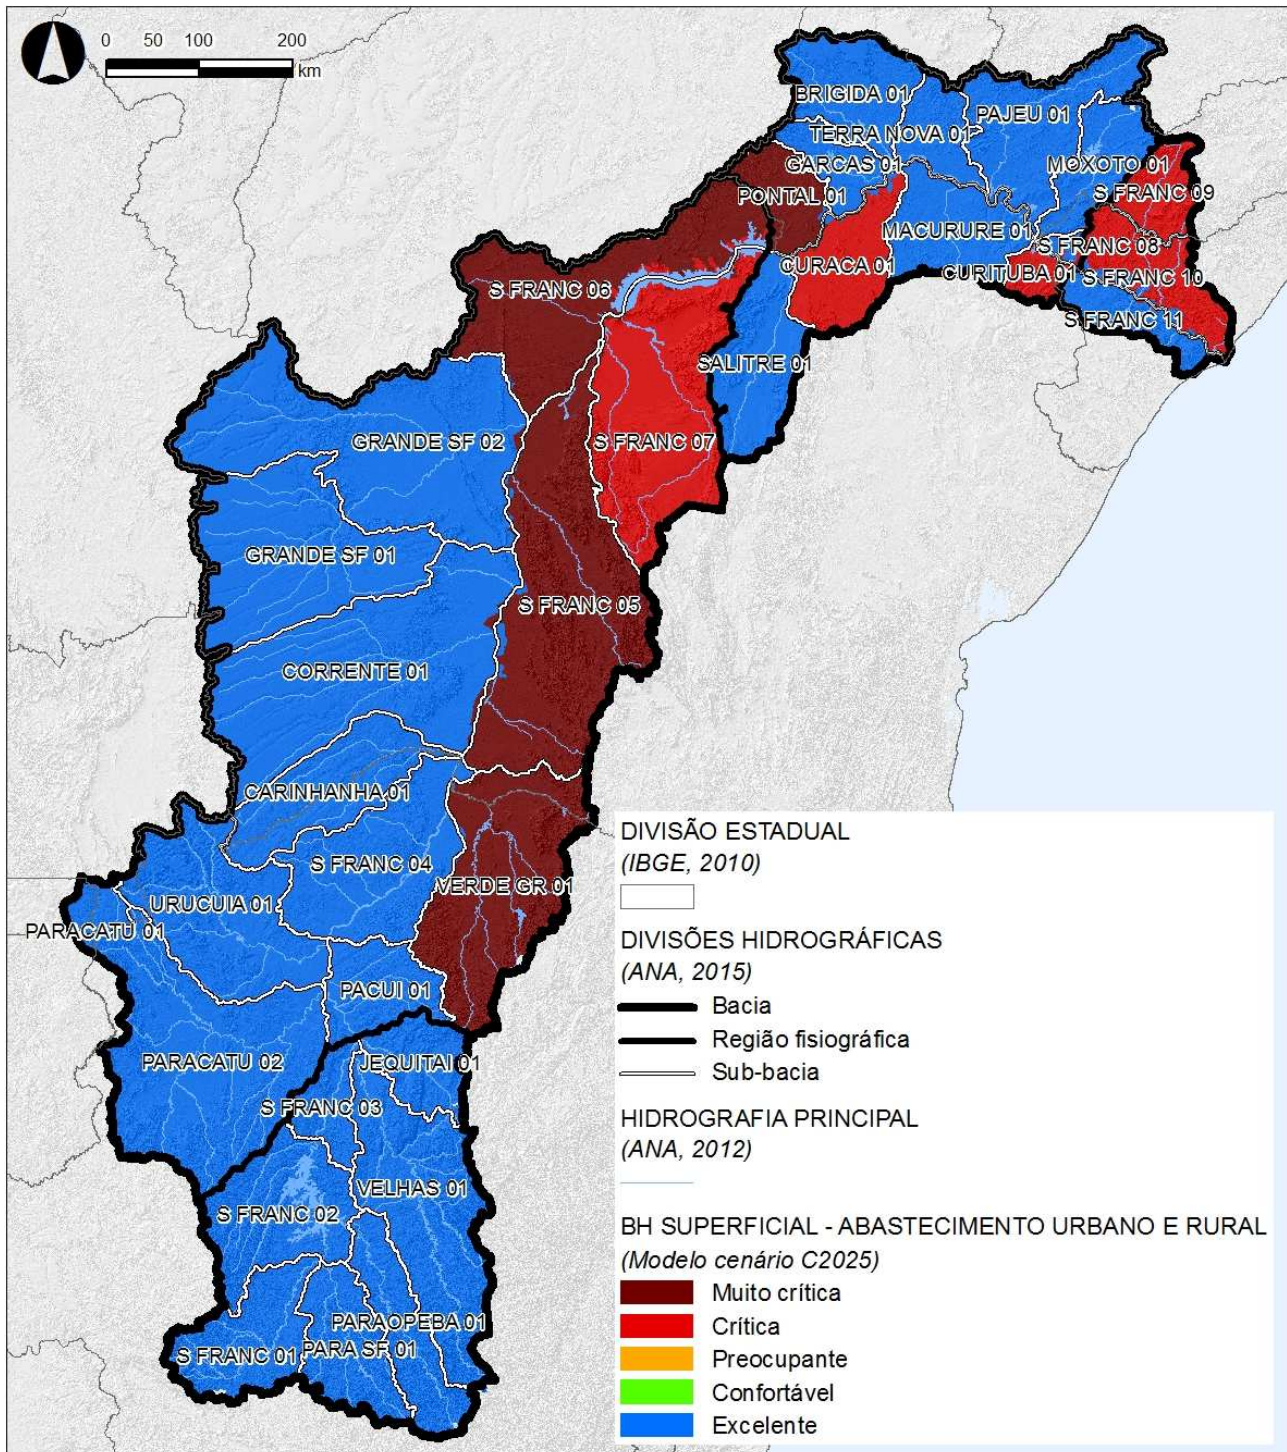 0 50 100 200
km
BRIGIDA 01
PAJEU 01
TERRA NOVA 01
GARCAS 01
MOXOTO 01
PONTAL 01
S FRANC 09
MACURURE 01
S FRANC 08
CURACA 01
CURITUBA 01
S FRANC 10
S FRANC 06
S FRANC 11
SALITRE 01
GRANDE SF 02
S FRANC 07
GRANDE SF 01
S FRANC 05
CORRENTE 01
CARINHANHA 01
S FRANC 04
VERDE GR 01
URUCUIA 01
PARACATU 01
PACUI 01
PARACATU 02
JEQUITAI 01
S FRANC 03
VELHAS 01
S FRANC 02
PARAOPEBA 01
S FRANC 01
PARA SF 01
DIVISÃO ESTADUAL
(IBGE, 2010)
DIVISÕES HIDROGRÁFICAS
(ANA, 2015)
Bacia
Região fisiográfica
Sub-bacia
HIDROGRAFIA PRINCIPAL
(ANA, 2012)
BH SUPERFICIAL - ABASTECIMENTO URBANO E RURAL
(Modelo cenário C2025)
Muito crítica
Crítica
Preocupante
Confortável
Excelente